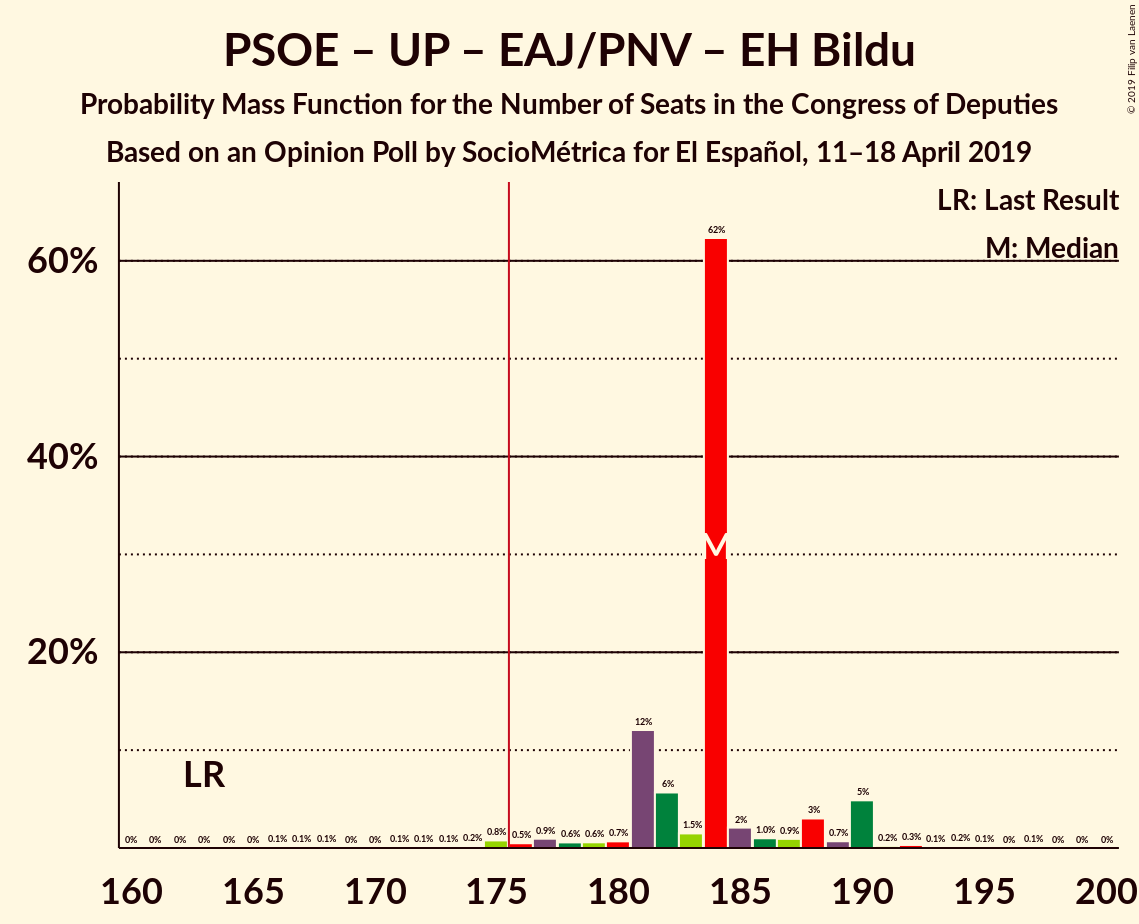 PSOE – UP – EAJ/PNV – EH Bildu
Probability Mass Function for the Number of Seats in the Congress of Deputies
Based on an Opinion Poll by SocioMétrica for El Español, 11–18 April 2019
© 2019 Filip van Laenen
LR: Last Result
M: Median
60%
40%
20%
LR
M
0% 0% 0% 0% 0% 0% 0.1% 0.1% 0.1% 0% 0% 0.1% 0.1% 0.1% 0.2% 0.8% 0.5% 0.9% 0.6% 0.6% 0.7% 12% 6% 1.5% 62% 2% 1.0% 0.9% 3% 0.7% 5% 0.2% 0.3% 0.1% 0.2% 0.1% 0% 0.1% 0% 0% 0%
160 165 170 175 180 185 190 195 200